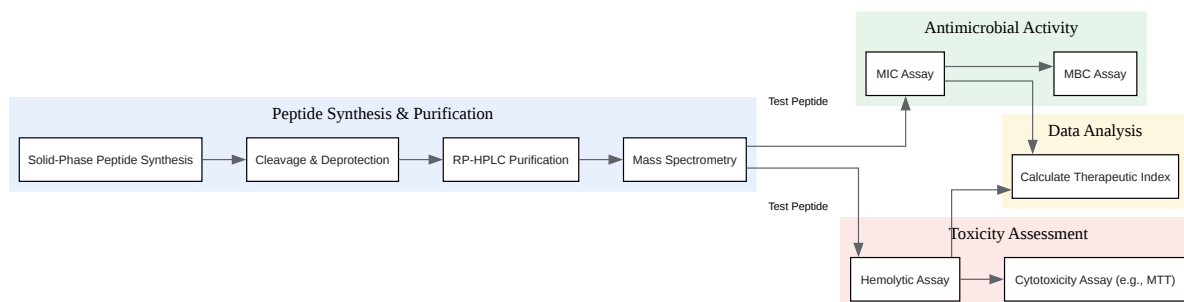 Antimicrobial Activity
MIC Assay
MBC Assay
Test Peptide
Peptide Synthesis & Purification
Data Analysis
Solid-Phase Peptide Synthesis
Cleavage & Deprotection
RP-HPLC Purification
Mass Spectrometry
Calculate Therapeutic Index
Test Peptide
Toxicity Assessment
Hemolytic Assay
Cytotoxicity Assay (e.g., MTT)